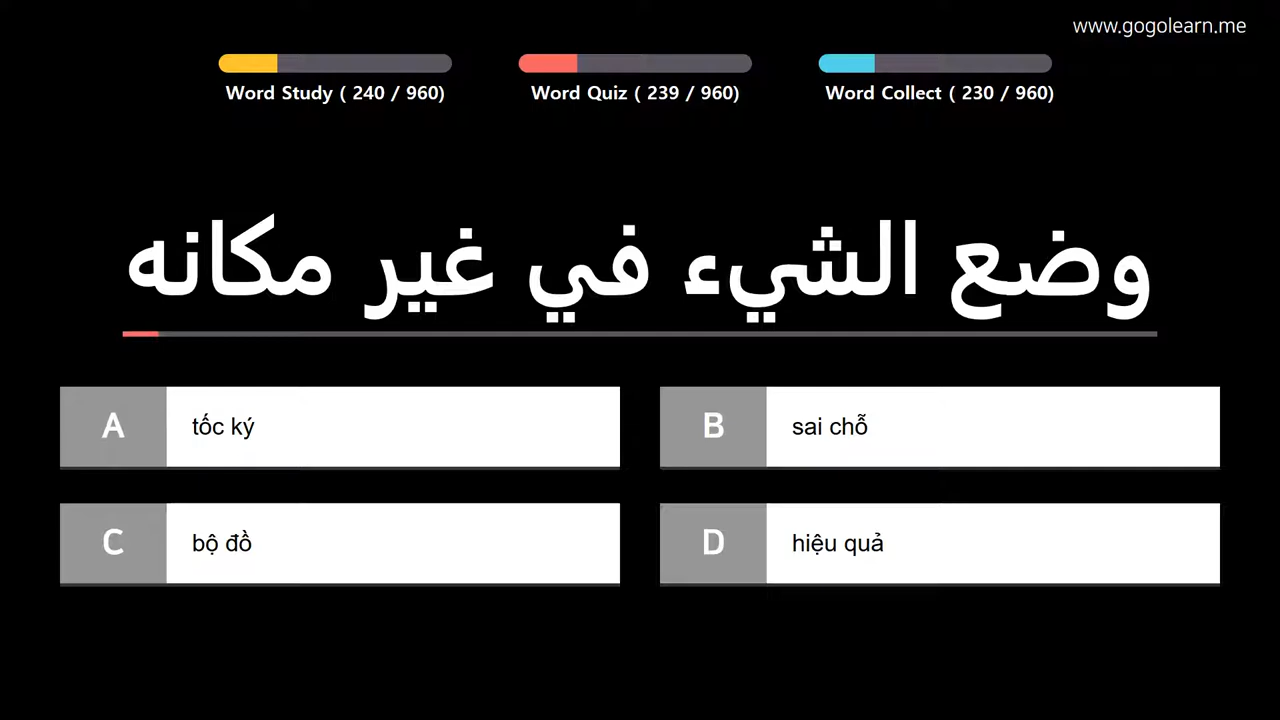 www.gogolearn.me
Word Study ( 240 / 960)
Word Quiz ( 239 / 960)
Word Collect ( 230 / 960)
وضع الشيء في غير مكانه
A tốc ký
B sai chỗ
C bộ đồ
D hiệu quả